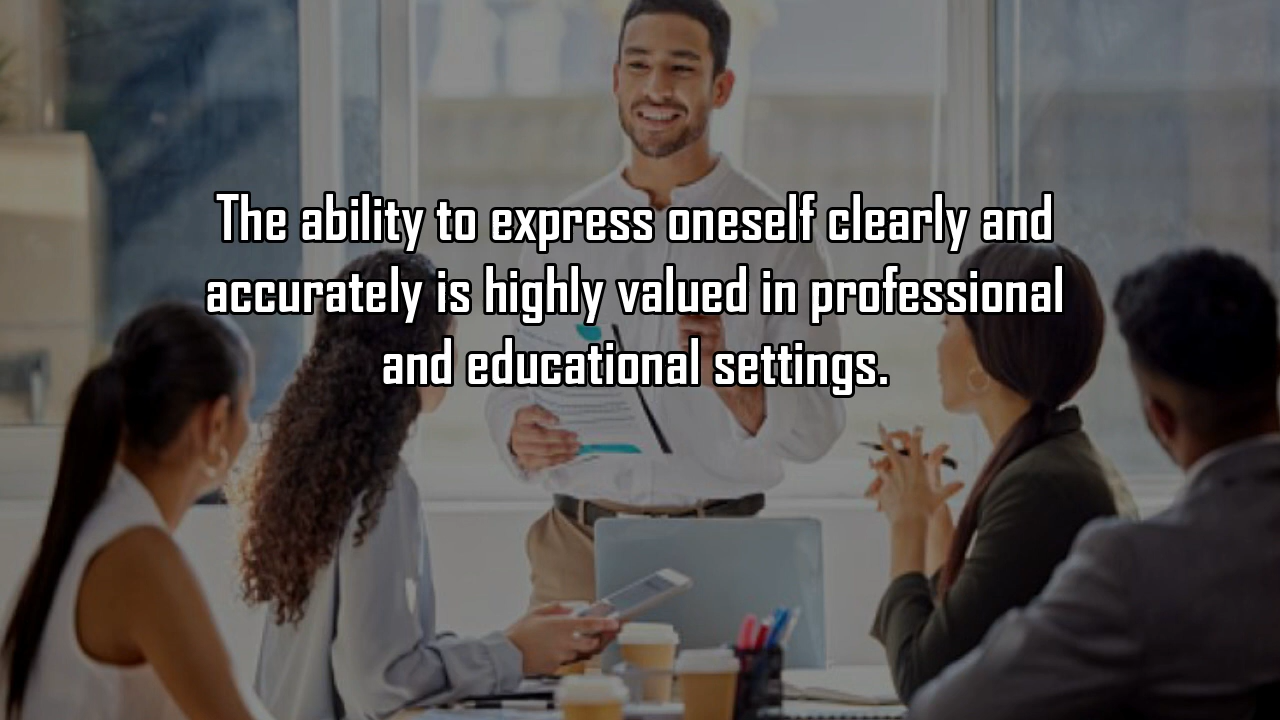 The ability to express oneself clearly and
accurately is highly valued in professional
and educational settings.